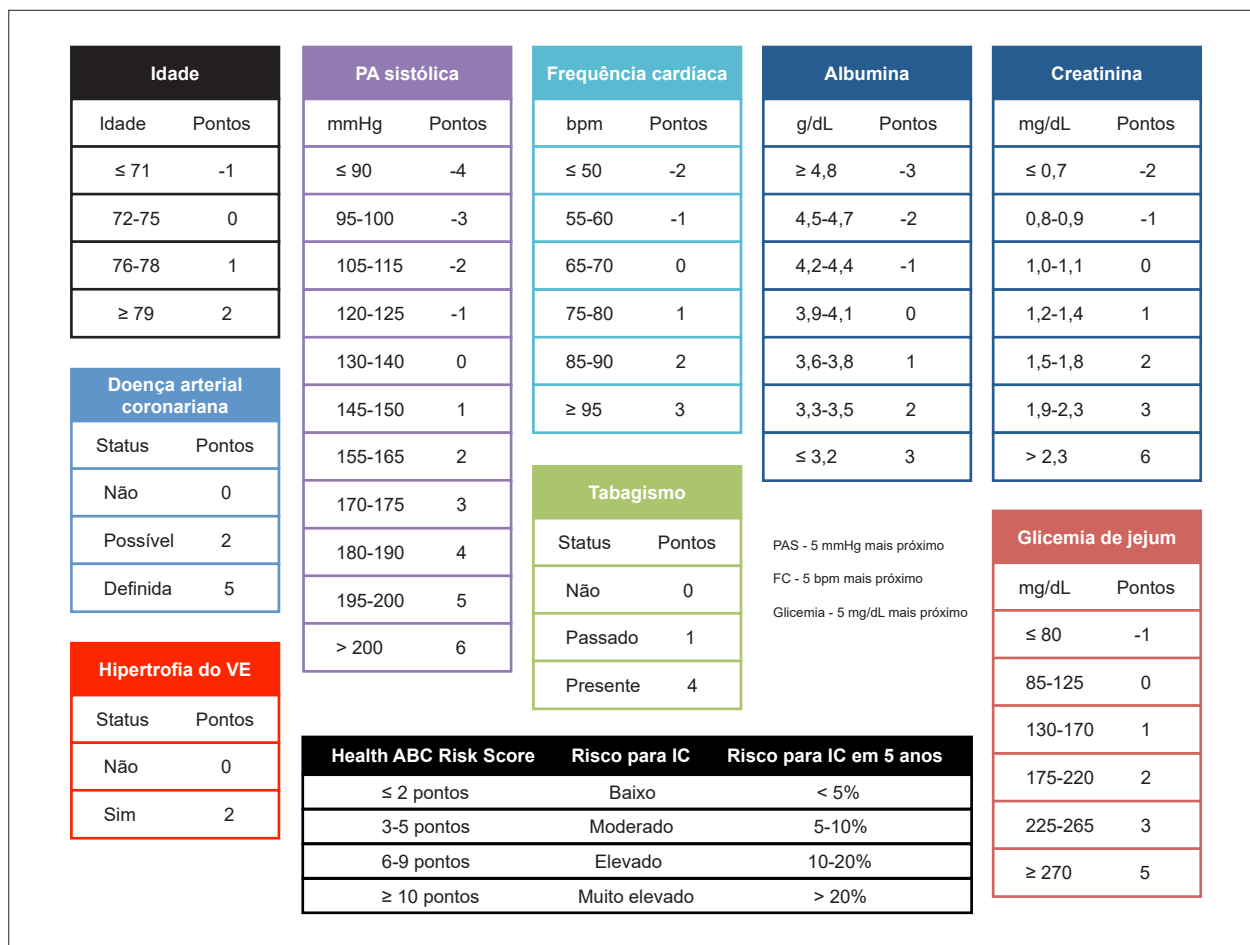 Idade
Idade Pontos
≤ 71 -1
72-75 0
76-78 1
≥ 79 2
Doença arterial
coronariana
Status Pontos
Não 0
Possível 2
Definida 5
Hipertrofia do VE
Status Pontos
Não 0
Sim 2
PA sistólica
mmHg Pontos
≤ 90 -4
95-100 -3
105-115 -2
120-125 -1
130-140 0
145-150 1
155-165 2
170-175 3
180-190 4
195-200 5
> 200 6
Frequência cardíaca
bpm Pontos
≤ 50 -2
55-60 -1
65-70 0
75-80 1
85-90 2
≥ 95 3
Tabagismo
Status Pontos
Não 0
Passado 1
Presente 4
Albumina
g/dL Pontos
≥ 4,8 -3
4,5-4,7 -2
4,2-4,4 -1
3,9-4,1 0
3,6-3,8 1
3,3-3,5 2
≤ 3,2 3
PAS - 5 mmHg mais próximo
FC - 5 bpm mais próximo
Glicemia - 5 mg/dL mais próximo
Creatinina
mg/dL Pontos
≤ 0,7 -2
0,8-0,9 -1
1,0-1,1 0
1,2-1,4 1
1,5-1,8 2
1,9-2,3 3
> 2,3 6
Glicemia de jejum
mg/dL Pontos
≤ 80 -1
85-125 0
130-170 1
175-220 2
225-265 3
≥ 270 5
Health ABC Risk Score Risco para IC Risco para IC em 5 anos
≤ 2 pontos Baixo < 5%
3-5 pontos Moderado 5-10%
6-9 pontos Elevado 10-20%
≥ 10 pontos Muito elevado > 20%